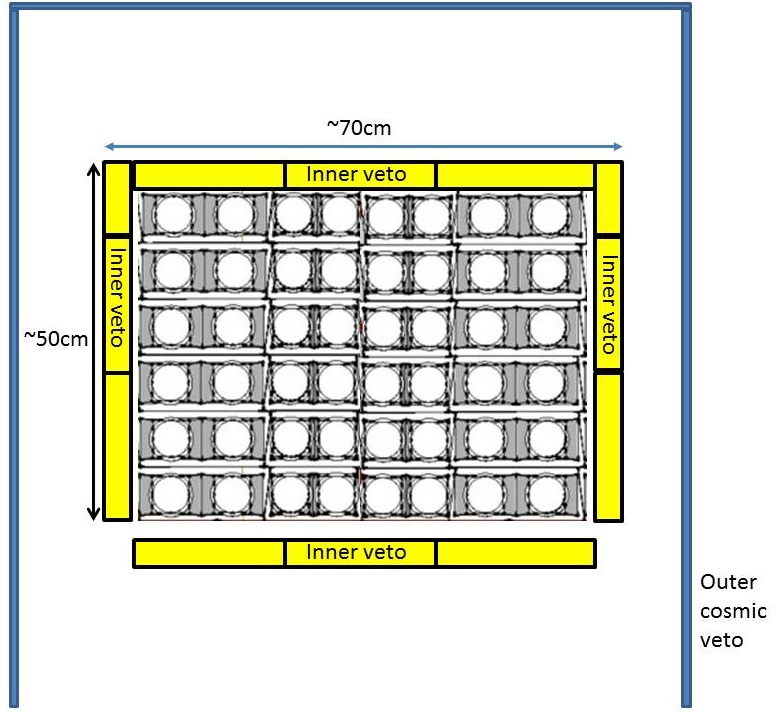 ~70cm
Inner veto
Inner veto
Inner veto
~50cm
Inner veto
Outer
cosmic
veto